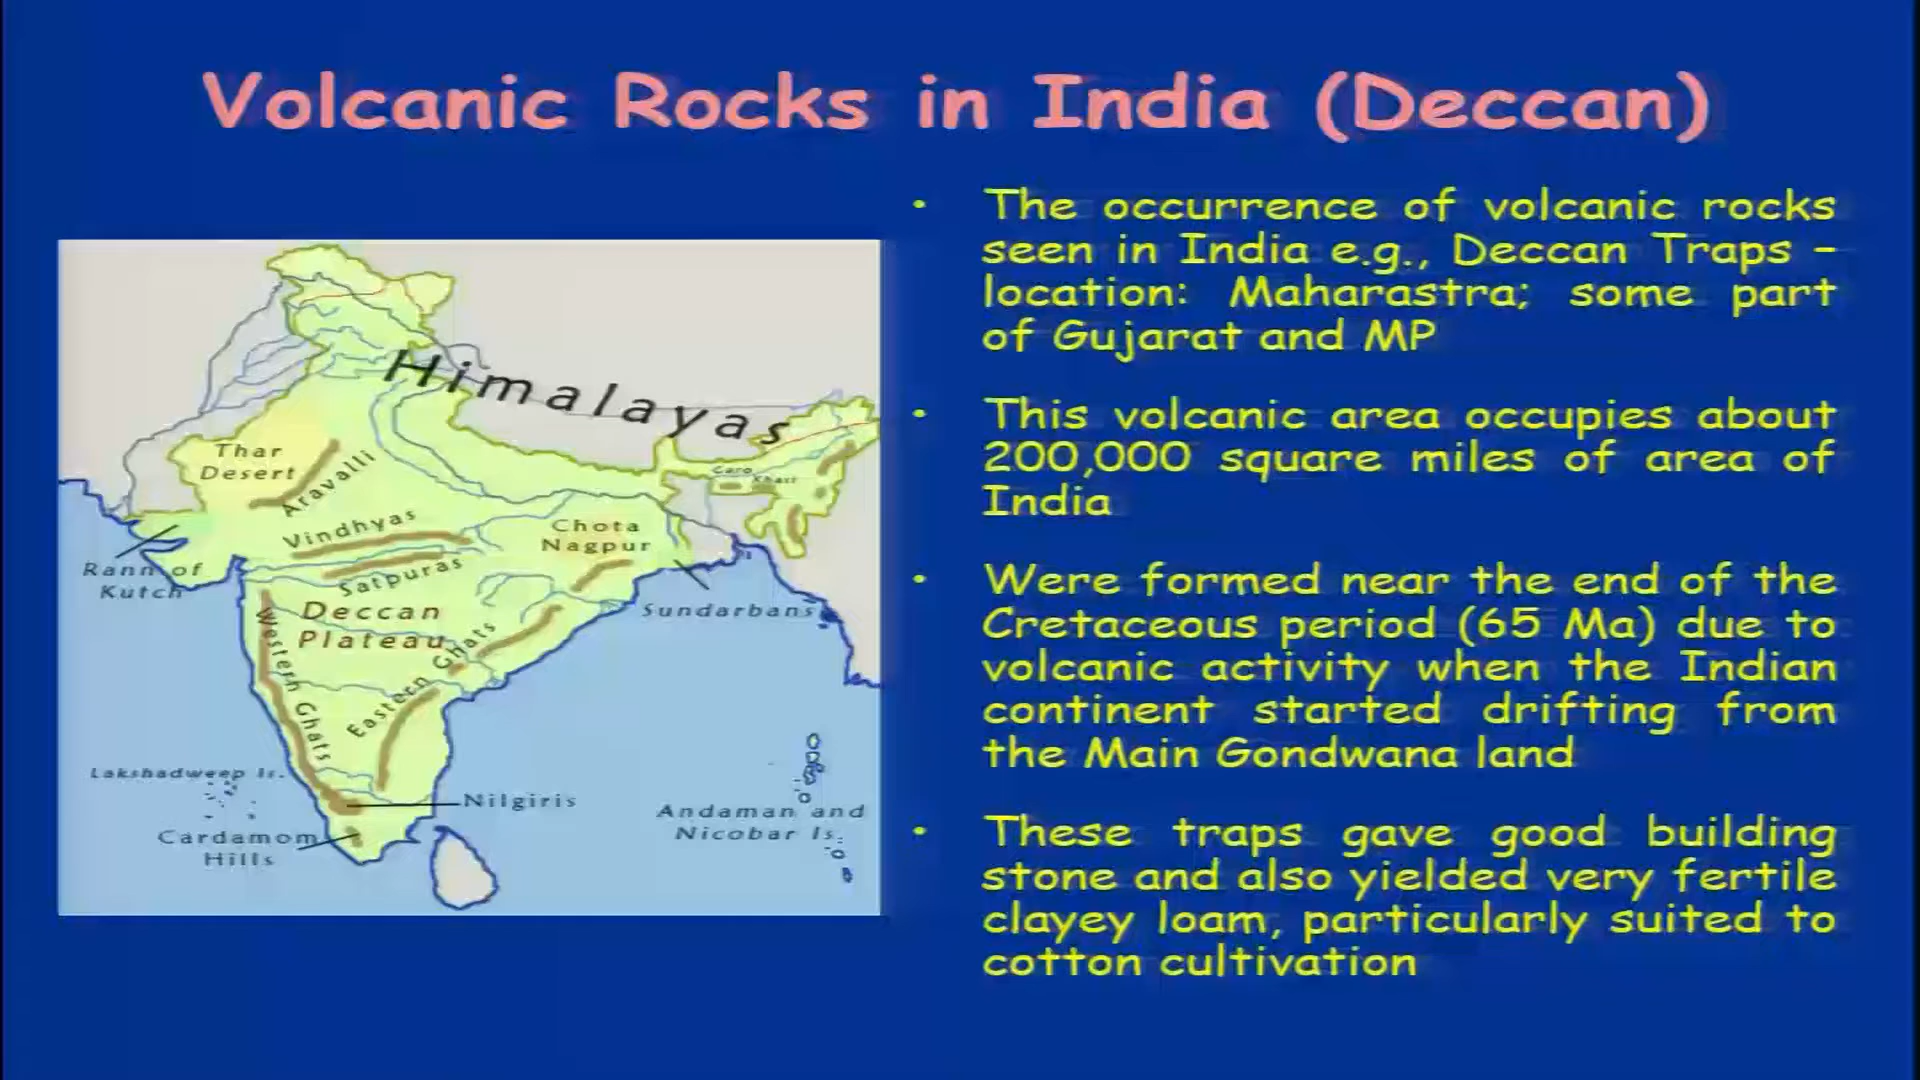 Volcanic Rocks in India (Deccan)
• The occurrence of volcanic rocks
seen in India e.g., Deccan Traps –
location: Maharastra; some part
of Gujarat and MP
• This volcanic area occupies about
200,000 square miles of area of
India
• Were formed near the end of the
Cretaceous period (65 Ma) due to
volcanic activity when the Indian
continent started drifting from
the Main Gondwana land
• These traps gave good building
stone and also yielded very fertile
clayey loam, particularly suited to
cotton cultivation
Himalayas
Thar
Desert
Aravalli
Vindhyas
Satpuras
Chota
Nagpur
Garo
Khasi
Rann of
Kutch
Deccan
Plateau
Sundarbans
Western Ghats
Eastern Ghats
Lakshadweep Is.
Nilgiris
Cardamom
Hills
Andaman and
Nicobar Is.